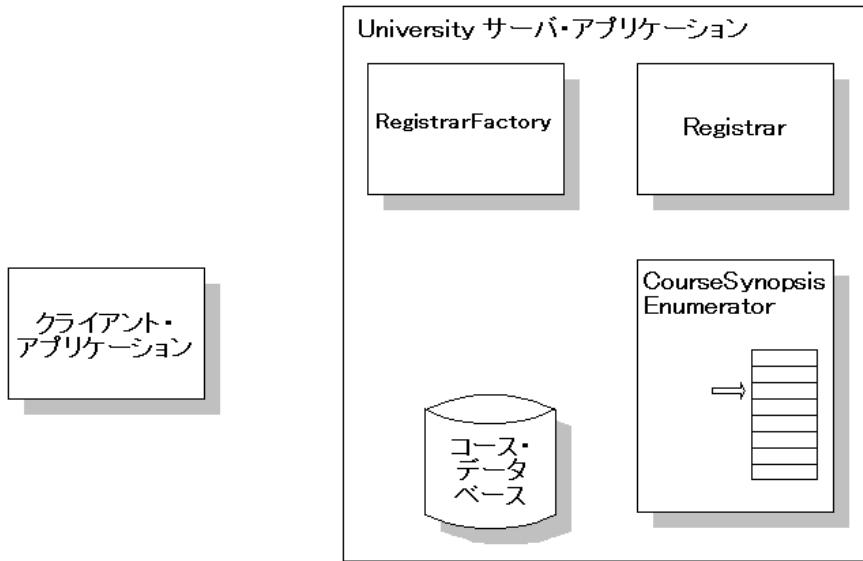 University サーバ・アプリケーション
RegistrarFactory
Registrar
クライアント・
アプリケーション
CourseSynopsis
Enumerator
コース・
データ
ベース